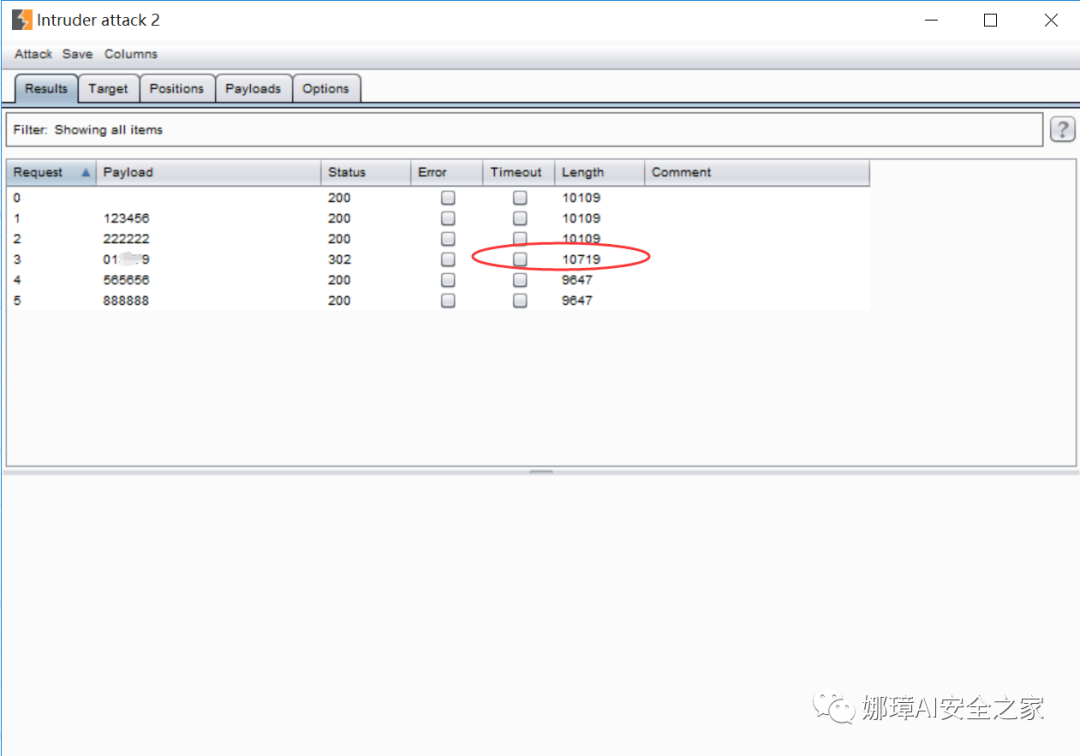 Intruder attack 2
Attack Save Columns
Results Target Positions Payloads Options
Filter: Showing all items ?
Request Payload Status Error Timeout Length Comment
0 200 10109
1 123456 200 10109
2 222222 200 10109
3 01 9 302 10719
4 565656 200 9647
5 888888 200 9647
娜璋AI安全之家